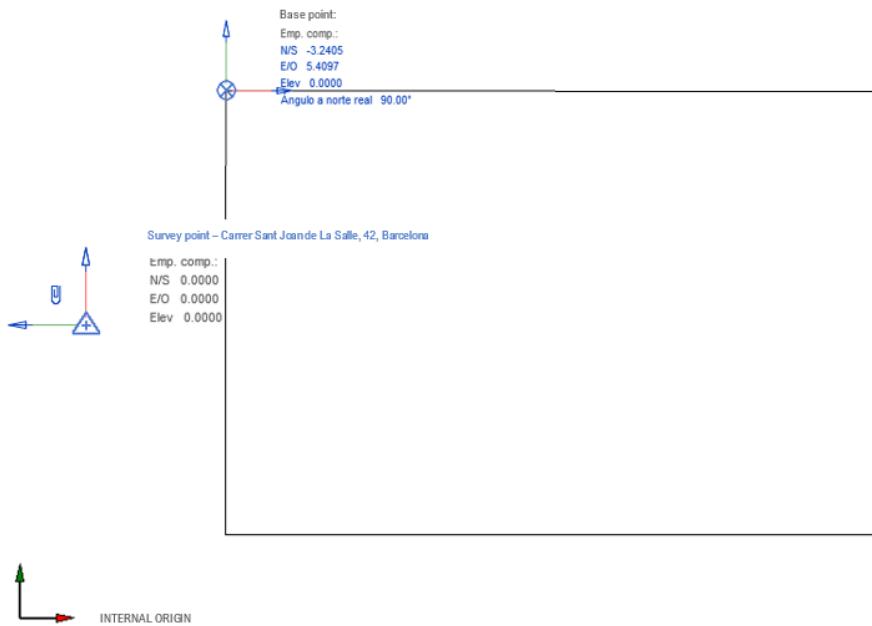 Base point:
Emp. comp.:
N/S -3.2405
E/O 5.4097
Elev 0.0000
Ángulo a norte real 90.00°
Survey point – Carrer Sant Joan de La Salle, 42, Barcelona
Emp. comp.:
N/S 0.0000
E/O 0.0000
Elev 0.0000
INTERNAL ORIGIN